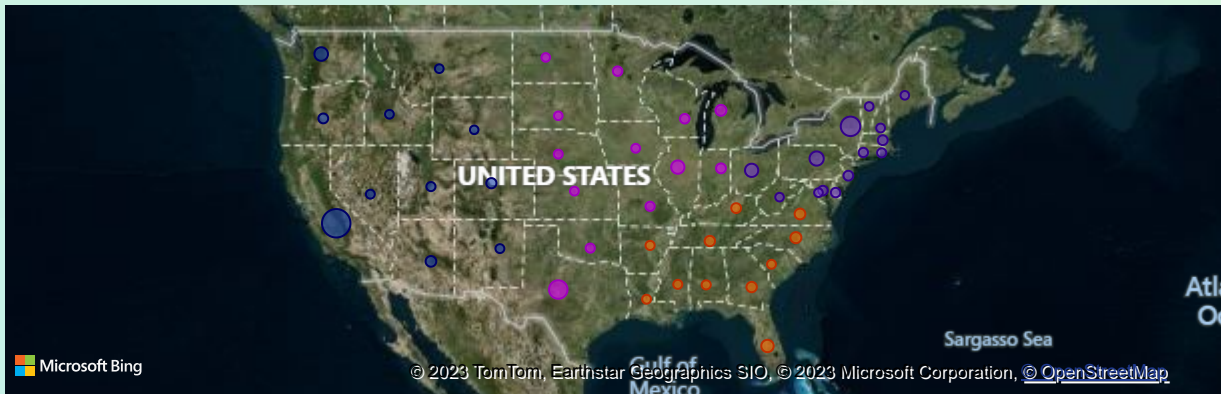 UNITED STATES
Atla
Oc
Sargasso Sea
Gulf of
Mexico
Microsoft Bing
© 2023 TomTom, Earthstar Geographics SIO, © 2023 Microsoft Corporation, © OpenStreetMap